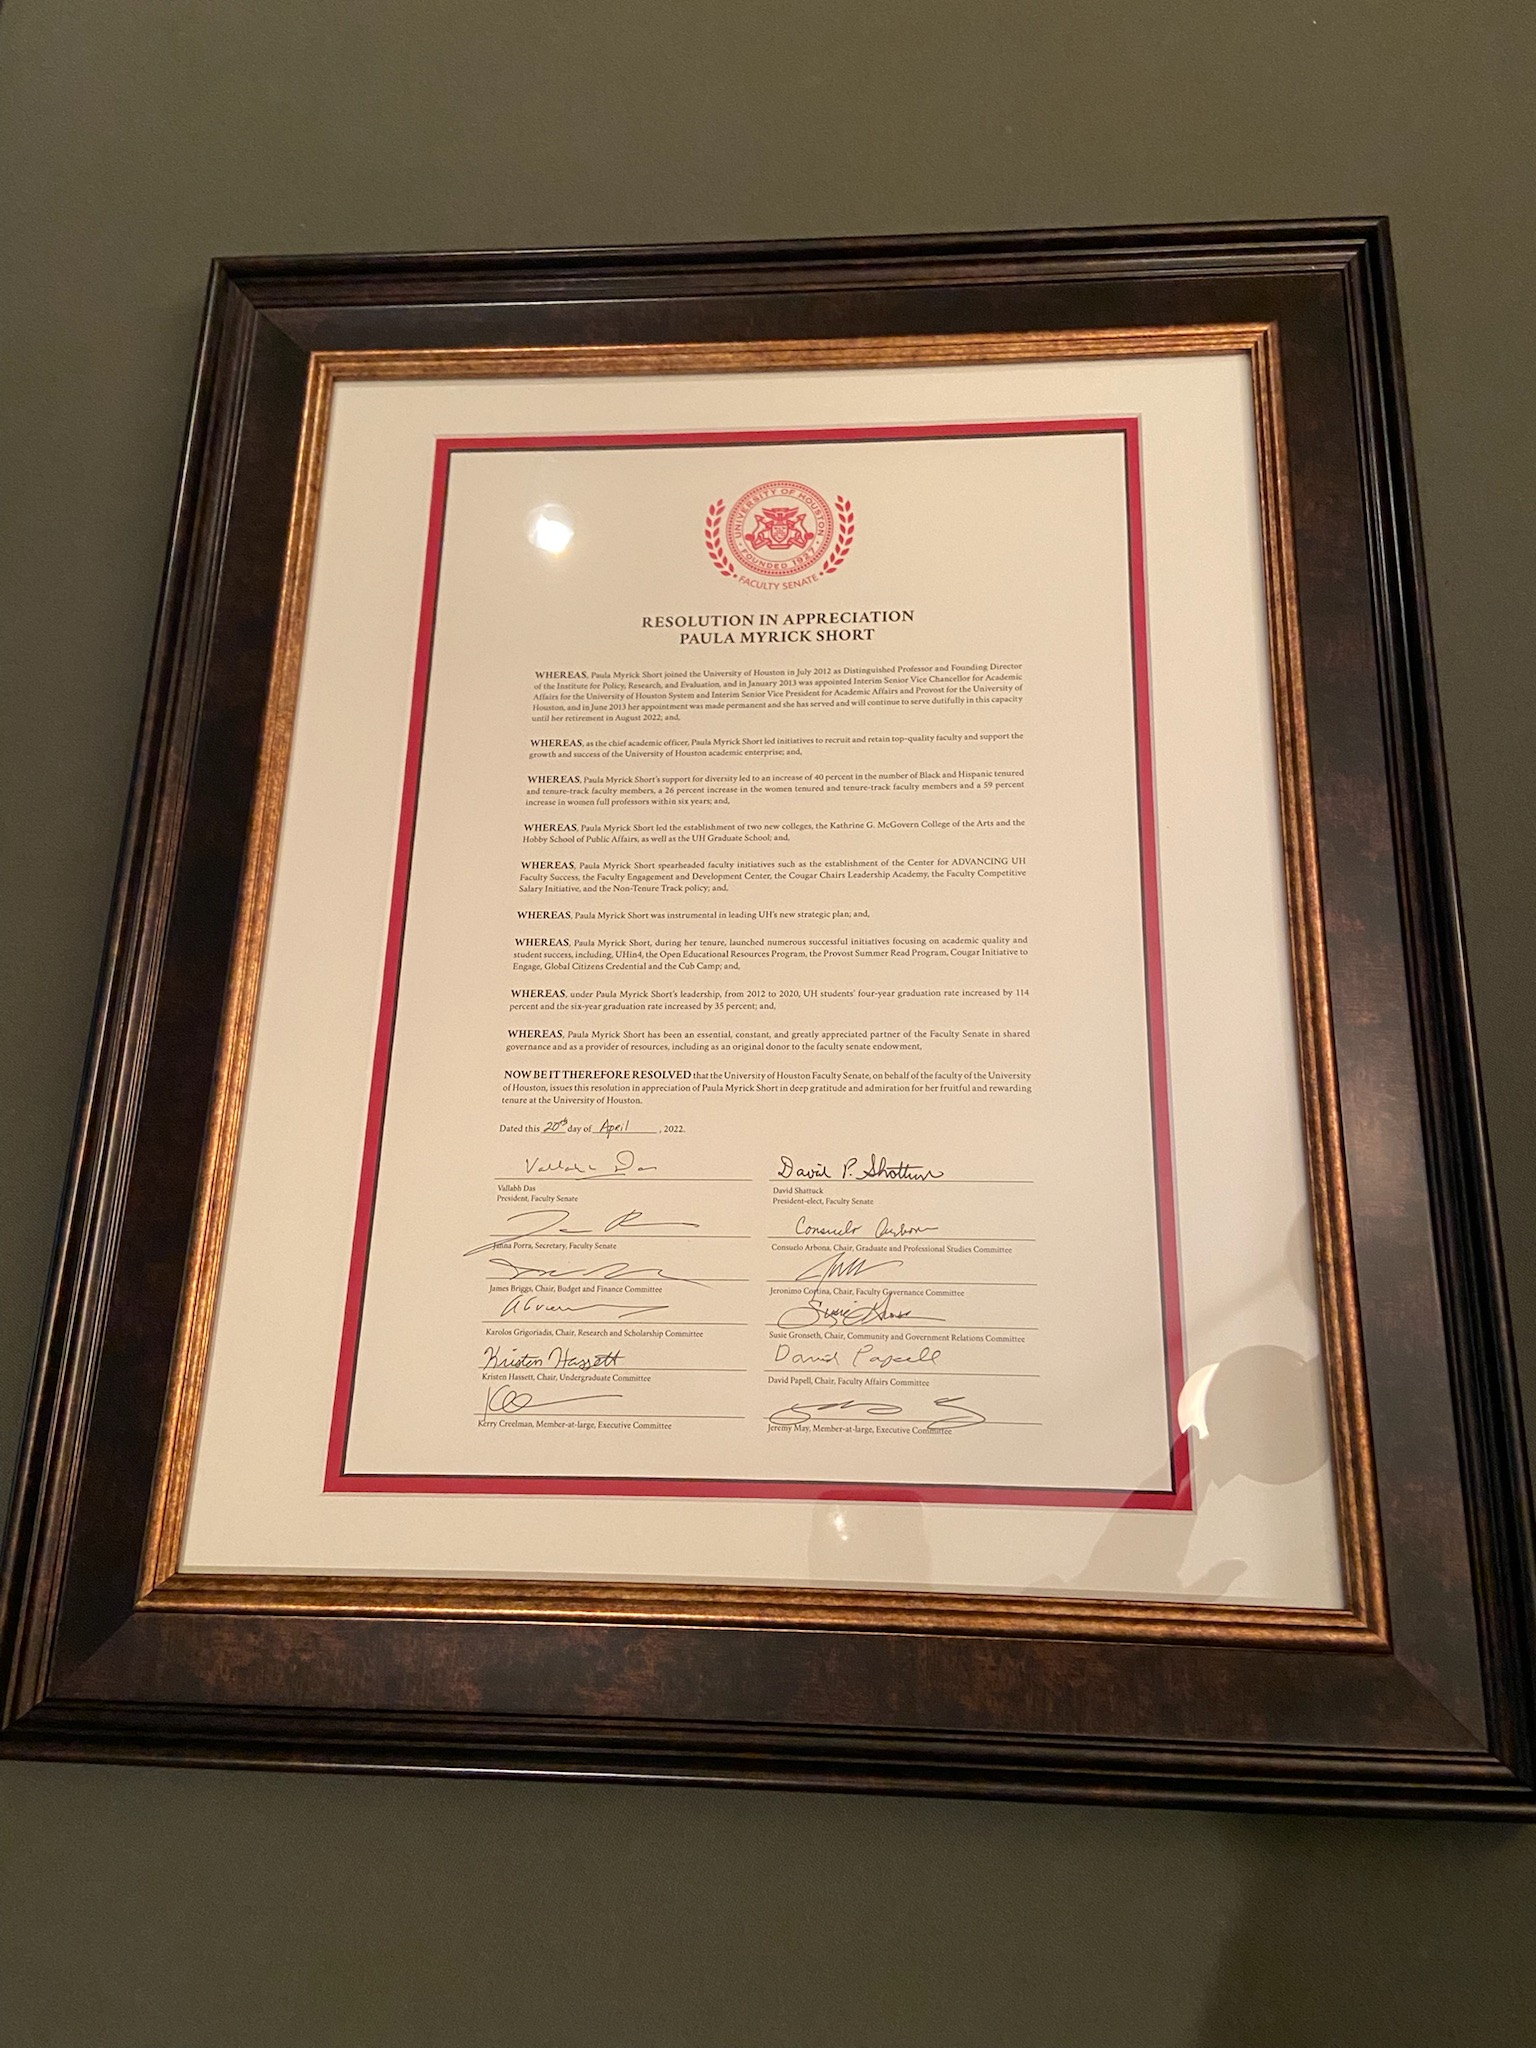 UNIVERSITY OF HOUSTON
FOUNDED 1927
FACULTY SENATE
RESOLUTION IN APPRECIATION
PAULA MYRICK SHORT
WHEREAS, Paula Myrick Short joined the University of Houston in July 2012 as Distinguished Professor and Founding Director
of the Institute for Policy, Research, and Evaluation, and in January 2013 was appointed Interim Senior Vice Chancellor for Academic
Affairs for the University of Houston System and Interim Senior Vice President for Academic Affairs and Provost for the University of
Houston, and in June 2013 her appointment was made permanent and she has served and will continue to serve dutifully in this capacity
until her retirement in August 2022; and,
WHEREAS, as the chief academic officer, Paula Myrick Short led initiatives to recruit and retain top-quality faculty and support the
growth and success of the University of Houston academic enterprise; and,
WHEREAS, Paula Myrick Short's support for diversity led to an increase of 40 percent in the number of Black and Hispanic tenured
and tenure-track faculty members, a 26 percent increase in the women tenured and tenure-track faculty members and a 59 percent
increase in women full professors within six years; and,
WHEREAS, Paula Myrick Short led the establishment of two new colleges, the Kathrine G. McGovern College of the Arts and the
Hobby School of Public Affairs, as well as the UH Graduate School; and,
WHEREAS, Paula Myrick Short spearheaded faculty initiatives such as the establishment of the Center for ADVANCING UH
Faculty Success, the Faculty Engagement and Development Center, the Cougar Chairs Leadership Academy, the Faculty Competitive
Salary Initiative, and the Non-Tenure Track policy; and,
WHEREAS, Paula Myrick Short was instrumental in leading UH's new strategic plan; and,
WHEREAS, Paula Myrick Short, during her tenure, launched numerous successful initiatives focusing on academic quality and
student success, including, UHin4, the Open Educational Resources Program, the Provost Summer Read Program, Cougar Initiative to
Engage, Global Citizens Credential and the Cub Camp; and,
WHEREAS, under Paula Myrick Short's leadership, from 2012 to 2020, UH students' four-year graduation rate increased by 114
percent and the six-year graduation rate increased by 35 percent; and,
WHEREAS, Paula Myrick Short has been an essential, constant, and greatly appreciated partner of the Faculty Senate in shared
governance and as a provider of resources, including as an original donor to the faculty senate endowment,
NOW BE IT THEREFORE RESOLVED that the University of Houston Faculty Senate, on behalf of the faculty of the University
of Houston, issues this resolution in appreciation of Paula Myrick Short in deep gratitude and admiration for her fruitful and rewarding
tenure at the University of Houston.
Dated this 20th day of April, 2022.
Vallabh Das David P. Shattuck
Vallabh Das David Shattuck
President, Faculty Senate President-elect, Faculty Senate
Consuelo Arbona
Janna Porra, Secretary, Faculty Senate Consuelo Arbona, Chair, Graduate and Professional Studies Committee
James Briggs, Chair, Budget and Finance Committee Jeronimo Cortina, Chair, Faculty Governance Committee
Karolos Grigoriadis, Chair, Research and Scholarship Committee Susie Gronseth, Chair, Community and Government Relations Committee
Kristen Hassett David Papell
Kristen Hassett, Chair, Undergraduate Committee David Papell, Chair, Faculty Affairs Committee
Kerry Creelman, Member-at-large, Executive Committee Jeremy May, Member-at-large, Executive Committee